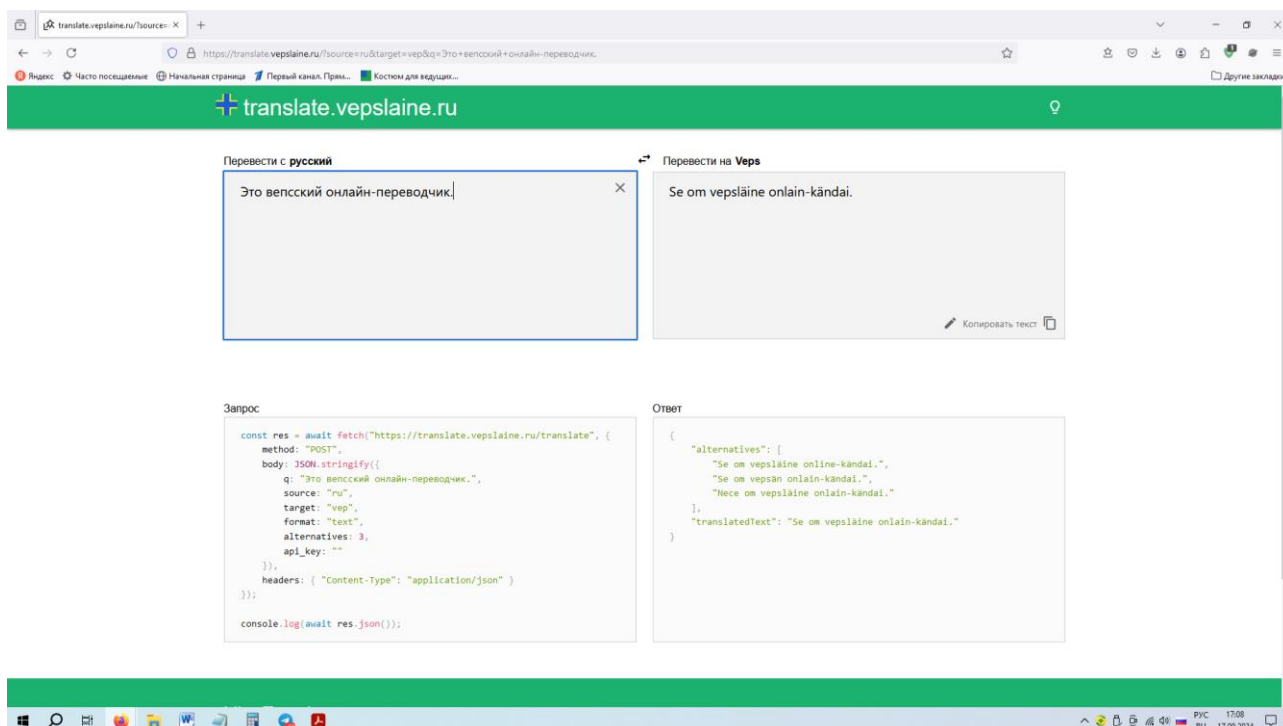 translate.vepslaine.ru/?source=
https://translate.vepslaine.ru/?source=ru&target=vep&q=Это+вепсский+онлайн-переводчик.
Яндекс Часто посещаемые Начальная страница Первый канал. Прям... Костюм для ведущих... Другие закладки
translate.vepslaine.ru
Перевести с русский
Перевести на Veps
Это вепсский онлайн-переводчик.
Se om vepsläine onlain-kändai.
Копировать текст
Запрос
const res = await fetch("https://translate.vepslaine.ru/translate", {
method: "POST",
body: JSON.stringify({
q: "Это вепсский онлайн-переводчик.",
source: "ru",
target: "vep",
format: "text",
alternatives: 3,
api_key: ""
}),
headers: { "Content-Type": "application/json" }
});
console.log(await res.json());
Ответ
{
"alternatives": [
"Se om vepsläine online-kändai.",
"Se om vepsän onlain-kändai.",
"Nece om vepsläine onlain-kändai."
],
"translatedText": "Se om vepsläine onlain-kändai."
}
РУС 17:08